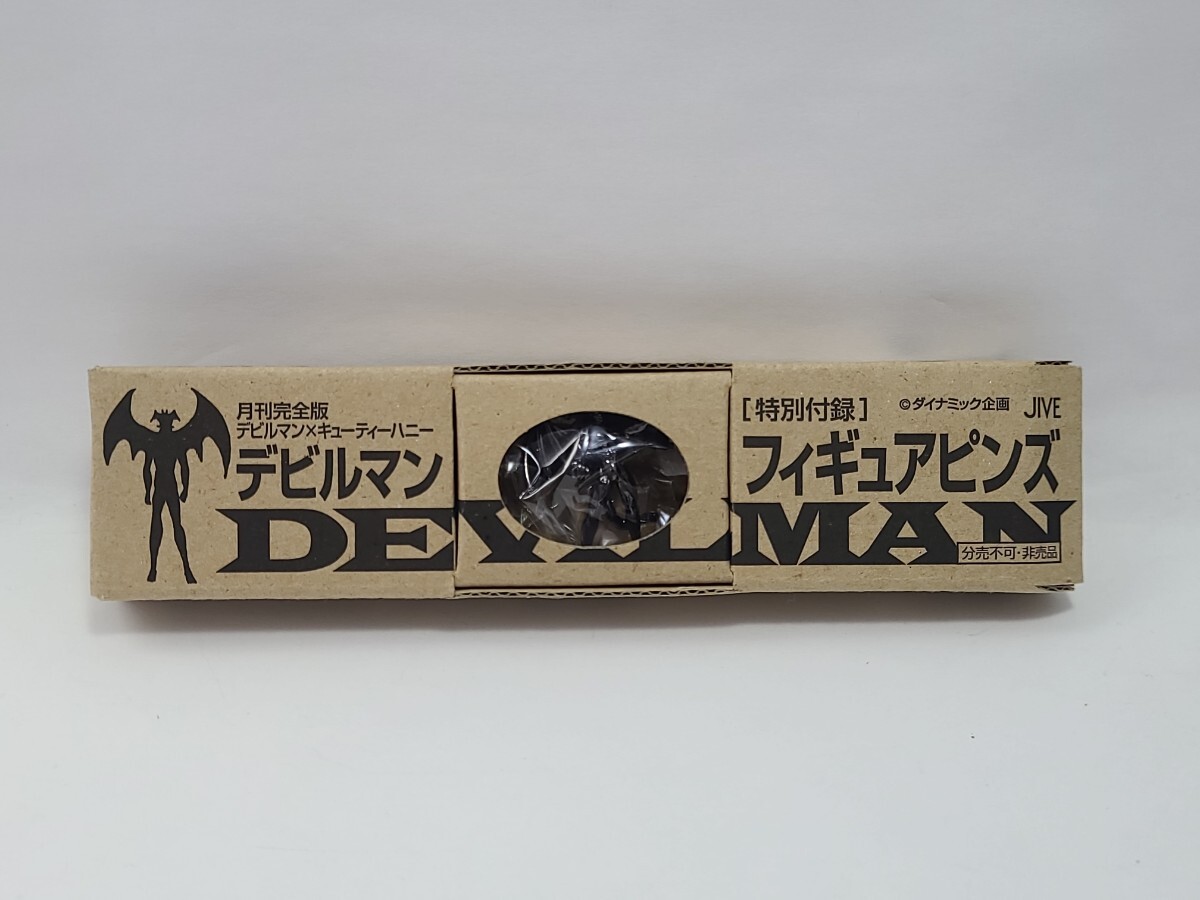 月刊完全版
デビルマン×キューティーハニー
デビルマン
[特別付録]
©ダイナミック企画 JIVE
フィギュアピンズ
DEVILMAN
分売不可・非売品